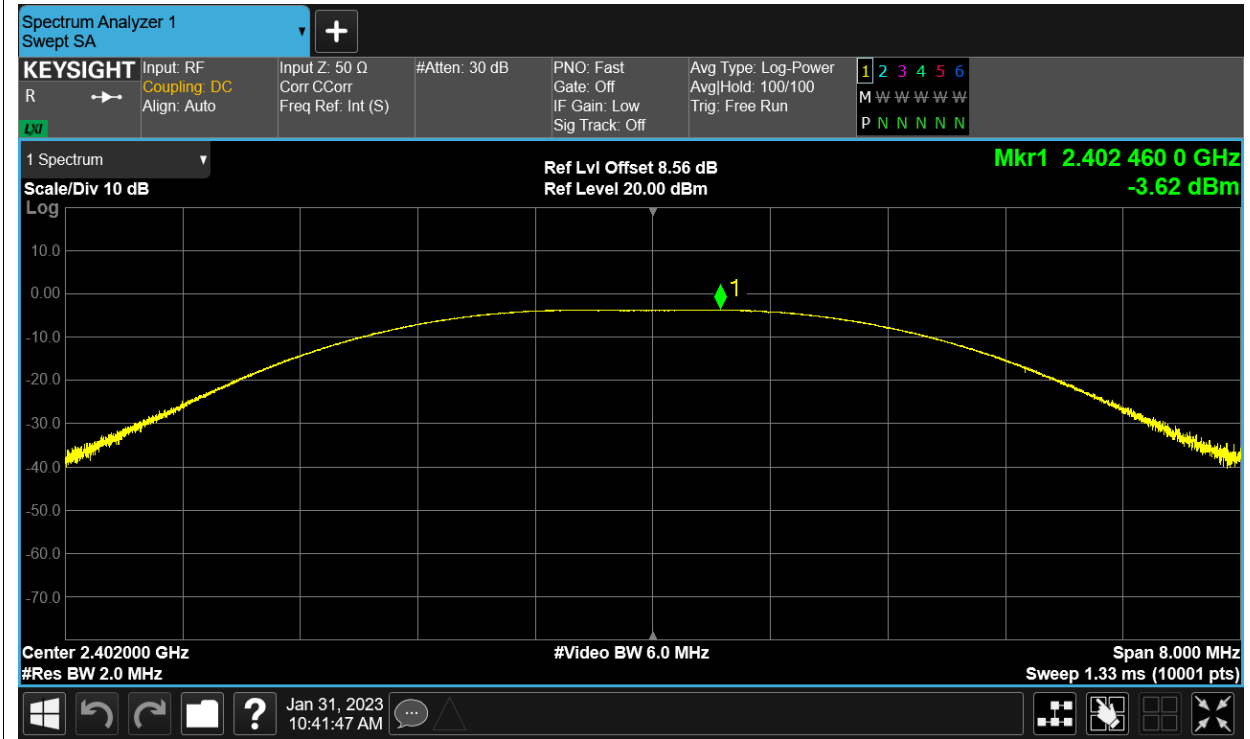 Spectrum Analyzer 1
Swept SA
+
KEYSIGHT
R
LXI
Input: RF
Coupling: DC
Align: Auto
Input Z: 50 Ω
Corr CCorr
Freq Ref: Int (S)
#Atten: 30 dB
PNO: Fast
Gate: Off
IF Gain: Low
Sig Track: Off
Avg Type: Log-Power
Avg|Hold: 100/100
Trig: Free Run
1 2 3 4 5 6
M W W W W W W
P N N N N N N
1 Spectrum
Scale/Div 10 dB
Log
Ref Lvl Offset 8.56 dB
Ref Level 20.00 dBm
Mkr1 2.402 460 0 GHz
-3.62 dBm
10.0
0.00
-10.0
-20.0
-30.0
-40.0
-50.0
-60.0
-70.0
1
Center 2.402000 GHz
#Res BW 2.0 MHz
#Video BW 6.0 MHz
Span 8.000 MHz
Sweep 1.33 ms (10001 pts)
?
Jan 31, 2023
10:41:47 AM